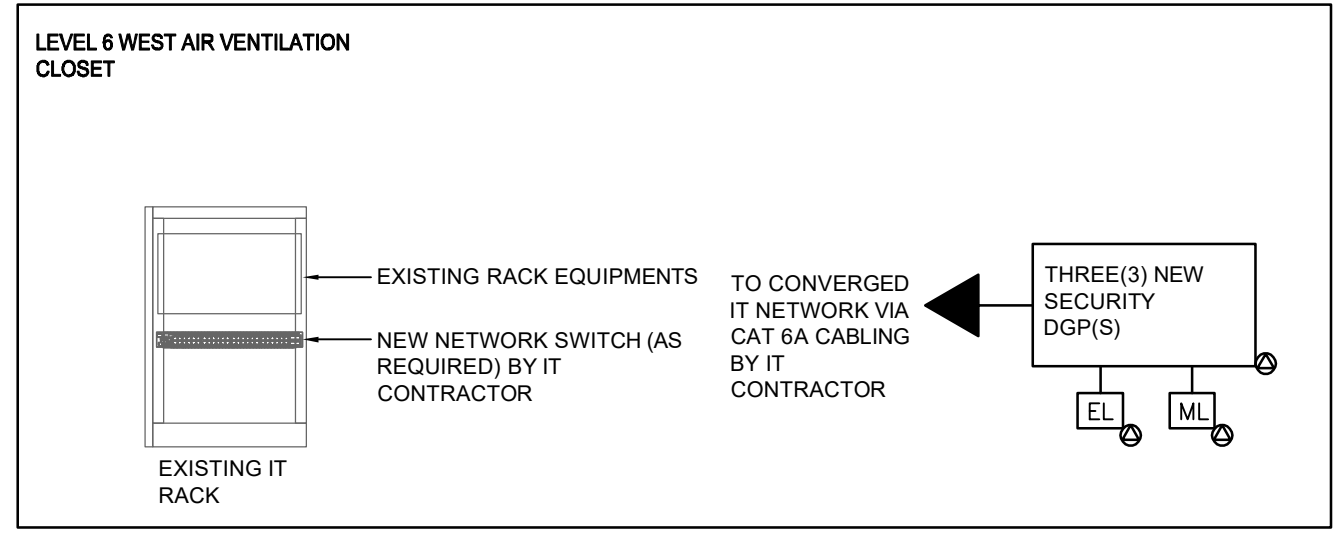 LEVEL 6 WEST AIR VENTILATION
CLOSET
EXISTING RACK EQUIPMENTS
NEW NETWORK SWITCH (AS
REQUIRED) BY IT
CONTRACTOR
EXISTING IT
RACK
TO CONVERGED
IT NETWORK VIA
CAT 6A CABLING
BY IT
CONTRACTOR
THREE(3) NEW
SECURITY
DGP(S)
EL
ML